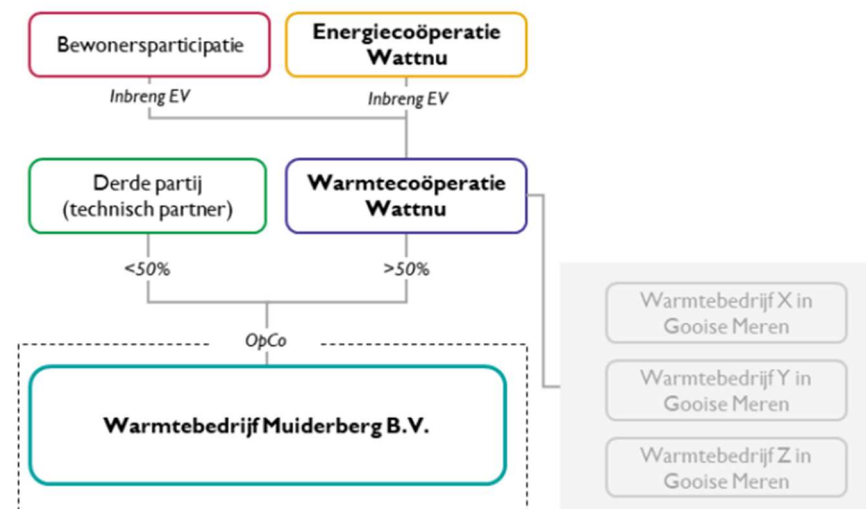 Bewonersparticipatie
Energiecoöperatie
Wattnu
Inbreng EV
Inbreng EV
Derde partij
(technisch partner)
Warmtecoöperatie
Wattnu
<50%
>50%
OpCo
Warmtebedrijf Muiderberg B.V.
Warmtebedrijf X in
Gooise Meren
Warmtebedrijf Y in
Gooise Meren
Warmtebedrijf Z in
Gooise Meren